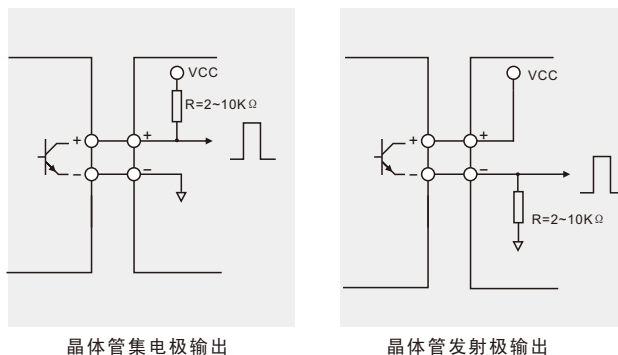 VCC
R=2~10KΩ
+ +
− −
晶体管集电极输出
VCC
+ +
− −
R=2~10KΩ
晶体管发射极输出